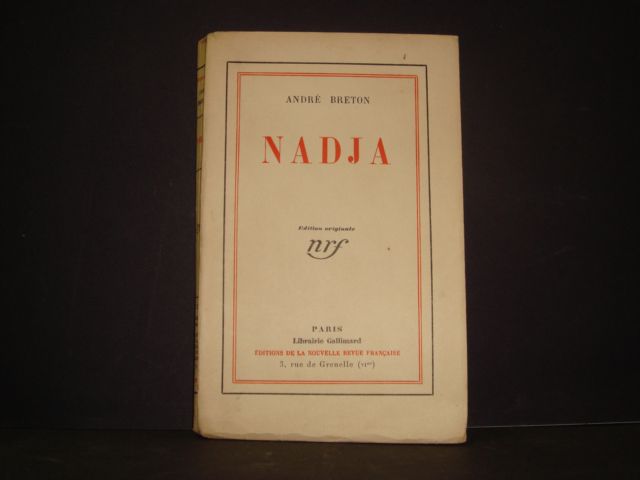 ANDRÉ BRETON
NADJA
Edition originale
nrf
PARIS
Librairie Gallimard
ÉDITIONS DE LA NOUVELLE REVUE FRANÇAISE
3, rue de Grenelle (VIme)